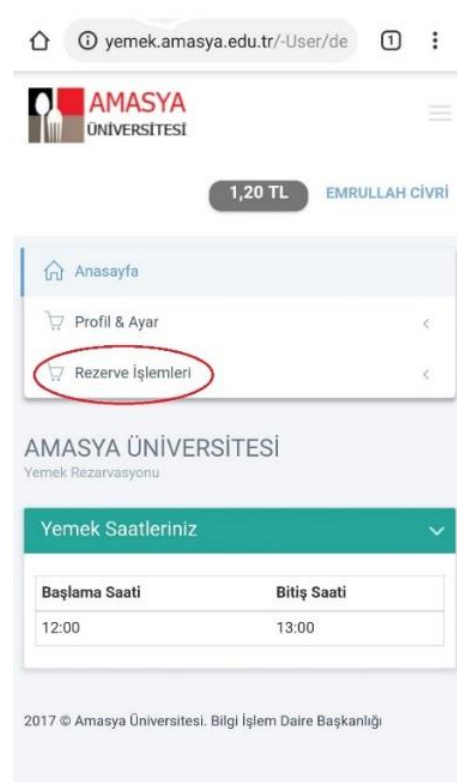 yemek.amasya.edu.tr/-User/de 1
AMASYA
ÜNİVERSİTESİ
1,20 TL EMRULLAH CİVRİ
Anasayfa
Profil & Ayar
Rezerve İşlemleri
AMASYA ÜNİVERSİTESİ
Yemek Rezarvasyonu
Yemek Saatleriniz
Başlama Saati Bitiş Saati
12:00 13:00
2017 © Amasya Üniversitesi. Bilgi İşlem Daire Başkanlığı